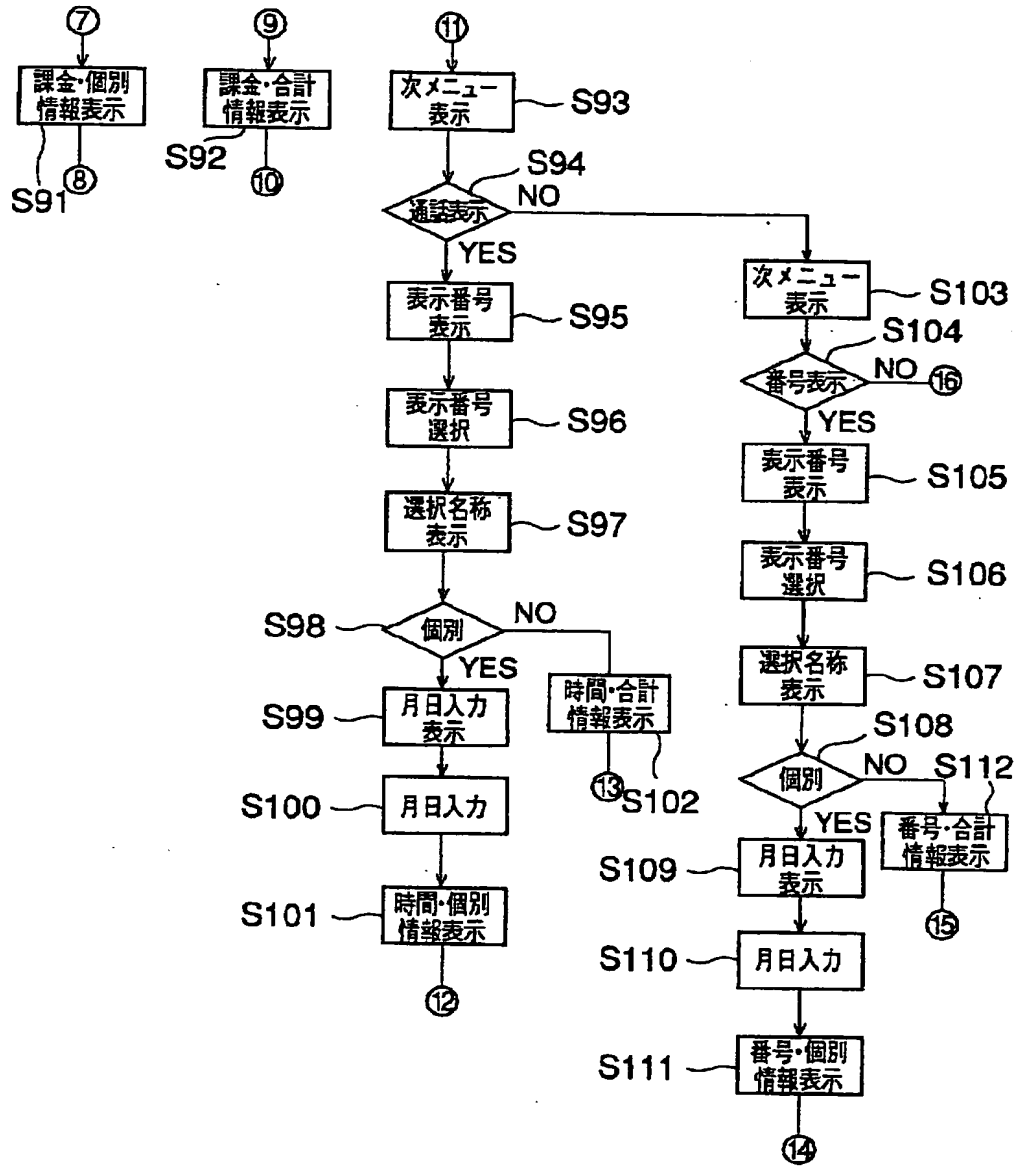 ⑦
課金・個別
情報表示
S91
⑧
⑨
課金・合計
情報表示
S92
⑩
⑪
次メニュー
表示
S93
S94
通話表示
NO
YES
表示番号
表示
S95
表示番号
選択
S96
選択名称
表示
S97
S98
個別
NO
YES
S99
月日入力
表示
S100
月日入力
S101
時間・個別
情報表示
⑫
時間・合計
情報表示
⑬
S102
次メニュー
表示
S103
S104
番号表示
NO
⑯
YES
表示番号
表示
S105
表示番号
選択
S106
選択名称
表示
S107
S108
個別
NO
S112
YES
番号・合計
情報表示
⑮
S109
月日入力
表示
S110
月日入力
S111
番号・個別
情報表示
⑭